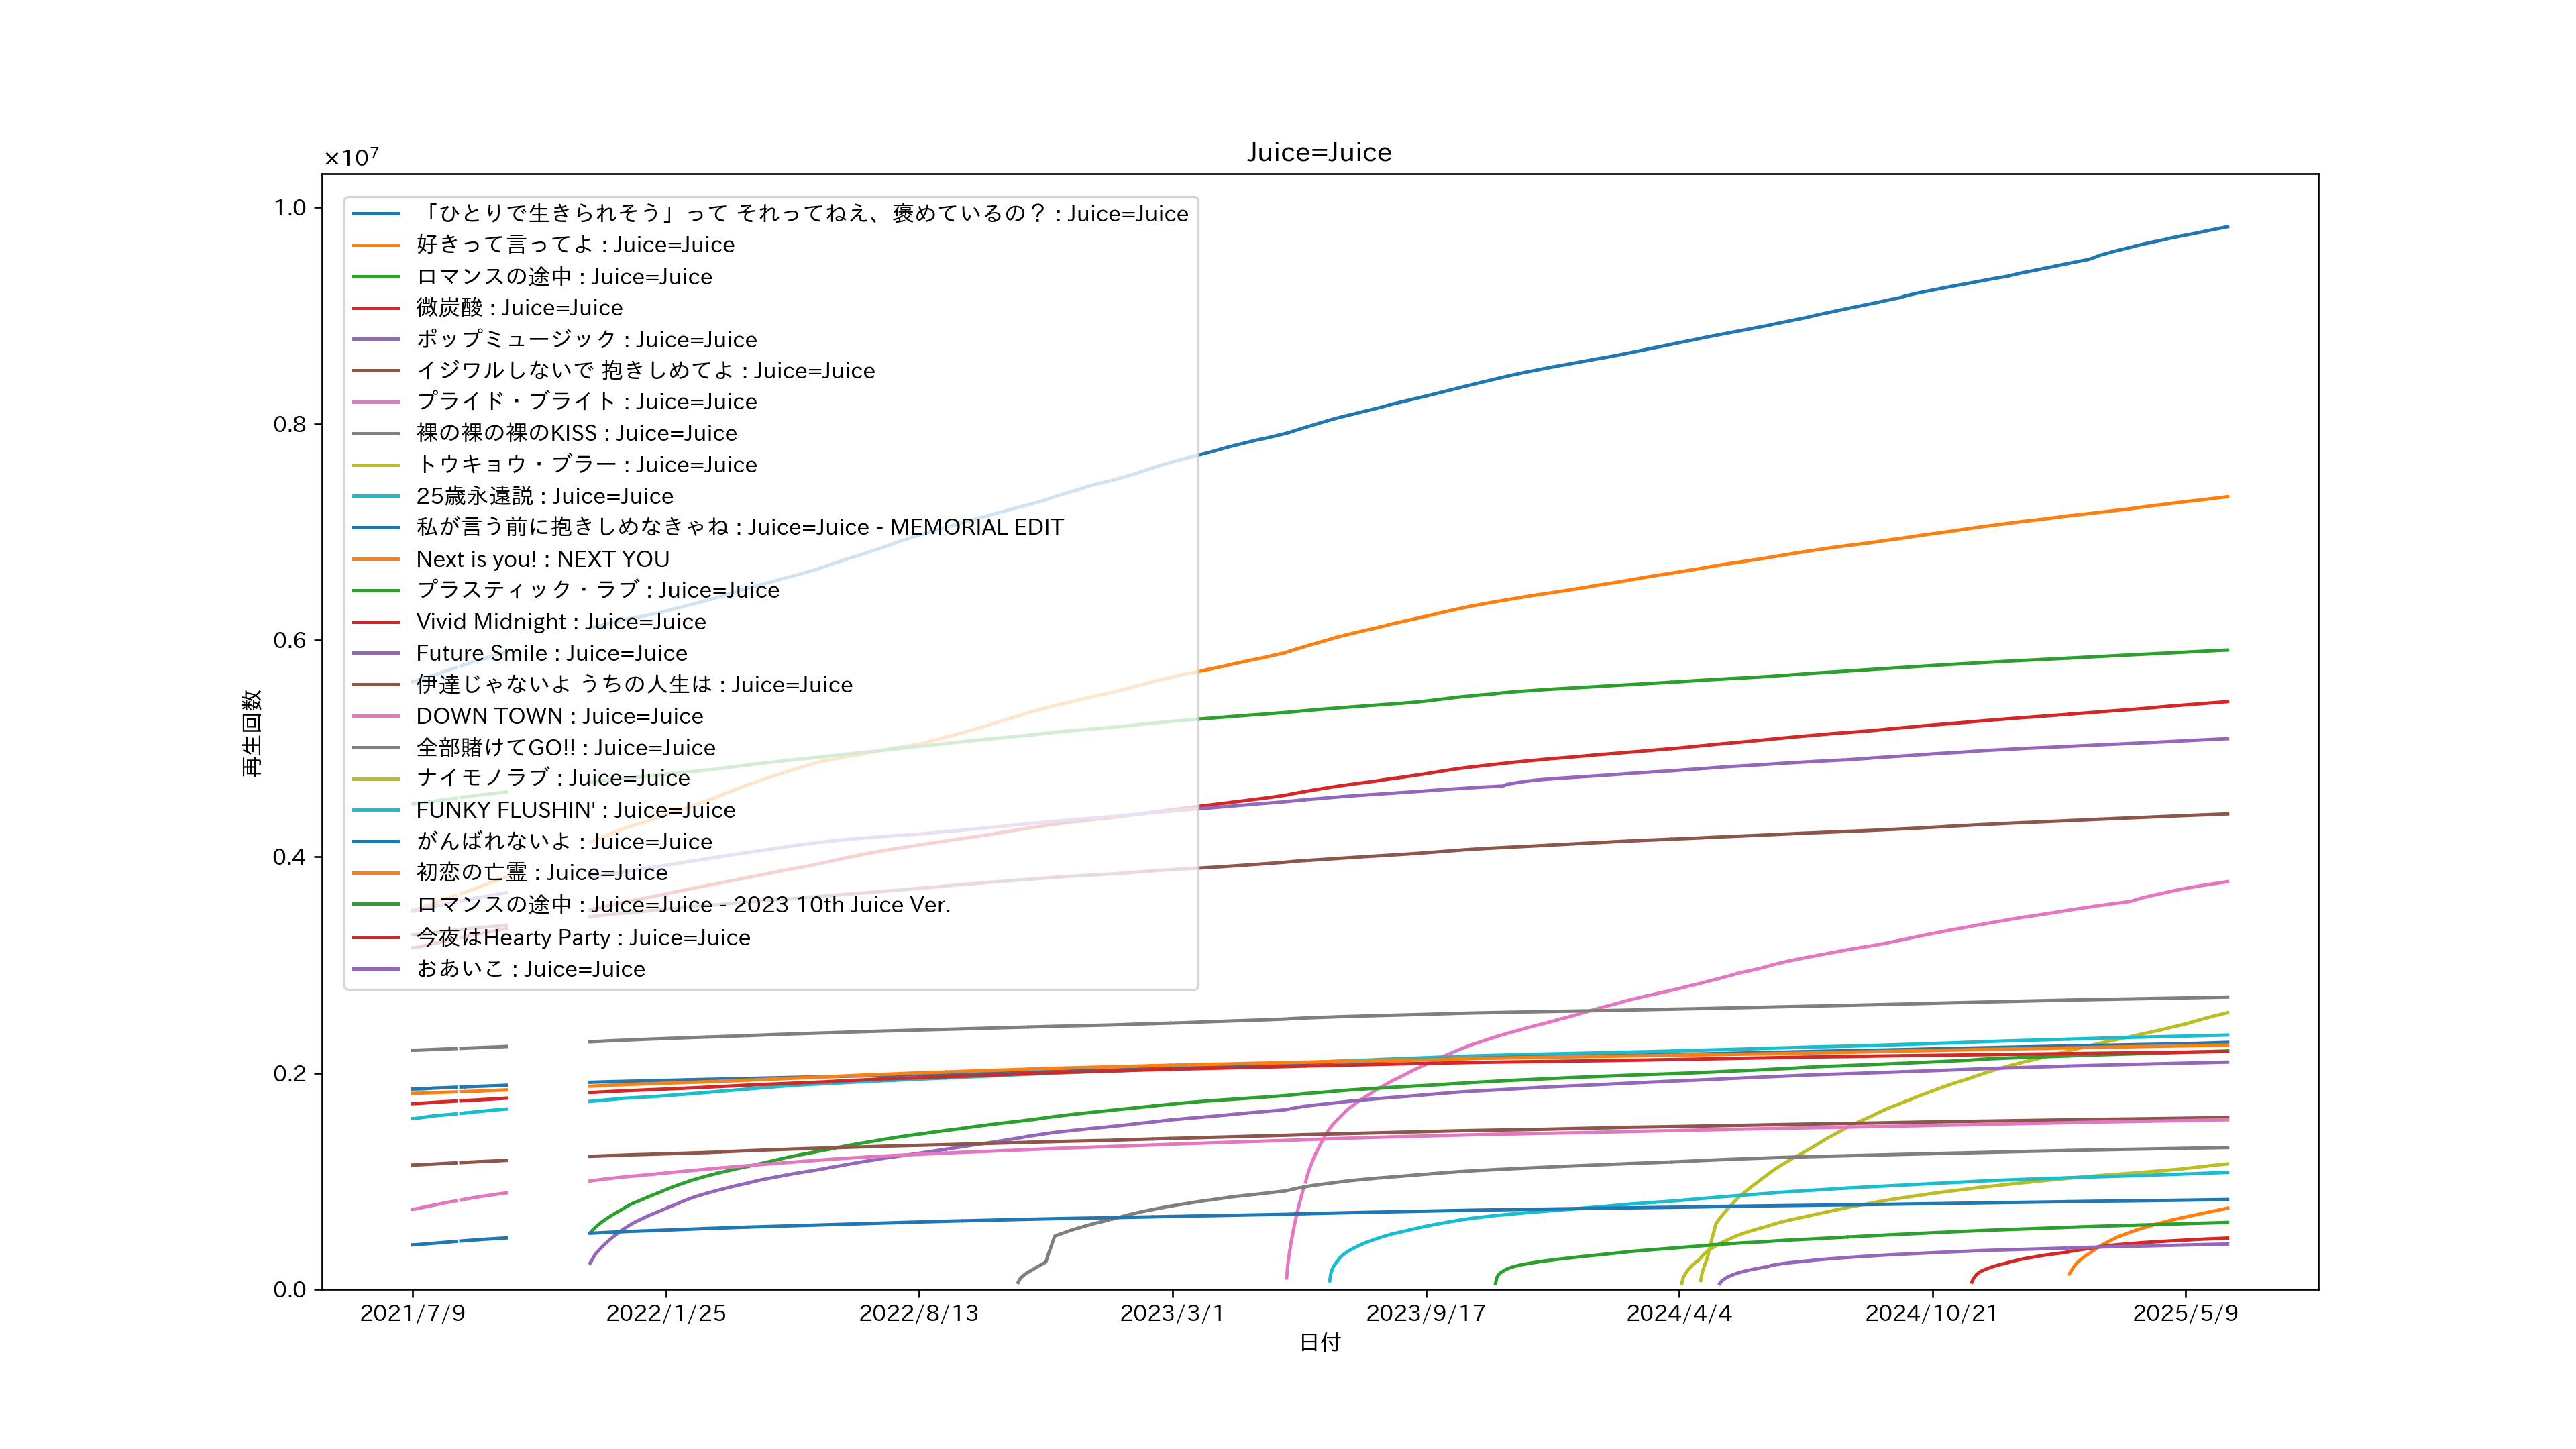 Juice=Juice
×10⁷
1.0
0.8
0.6
0.4
0.2
0.0
再生回数
「ひとりで生きられそう」って それってねえ、褒めているの？ : Juice=Juice
好きって言ってよ : Juice=Juice
ロマンスの途中 : Juice=Juice
微炭酸 : Juice=Juice
ポップミュージック : Juice=Juice
イジワルしないで 抱きしめてよ : Juice=Juice
プライド・ブライト : Juice=Juice
裸の裸の裸のKISS : Juice=Juice
トウキョウ・ブラー : Juice=Juice
25歳永遠説 : Juice=Juice
私が言う前に抱きしめなきゃね : Juice=Juice - MEMORIAL EDIT
Next is you! : NEXT YOU
プラスティック・ラブ : Juice=Juice
Vivid Midnight : Juice=Juice
Future Smile : Juice=Juice
伊達じゃないよ うちの人生は : Juice=Juice
DOWN TOWN : Juice=Juice
全部賭けてGO!! : Juice=Juice
ナイモノラブ : Juice=Juice
FUNKY FLUSHIN' : Juice=Juice
がんばれないよ : Juice=Juice
初恋の亡霊 : Juice=Juice
ロマンスの途中 : Juice=Juice - 2023 10th Juice Ver.
今夜はHearty Party : Juice=Juice
おあいこ : Juice=Juice
2021/7/9
2022/1/25
2022/8/13
2023/3/1
2023/9/17
2024/4/4
2024/10/21
2025/5/9
日付